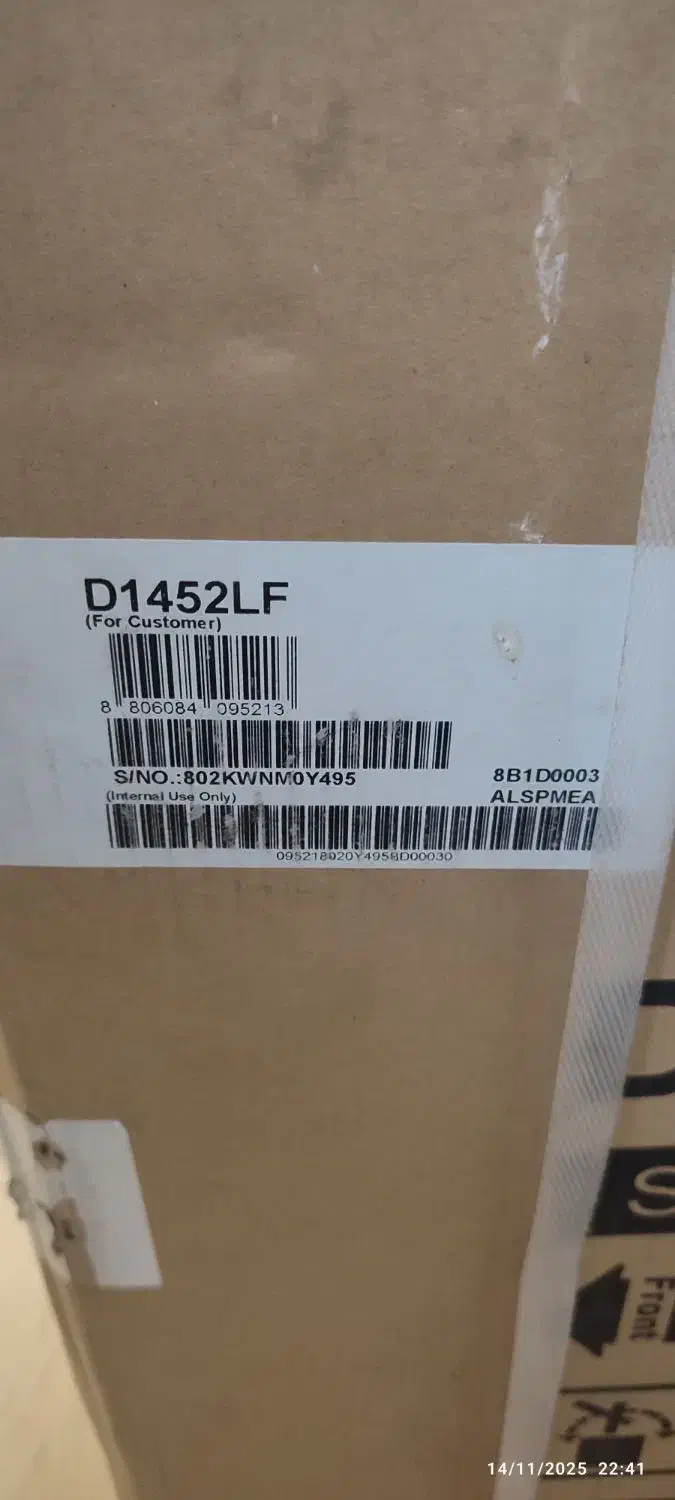 D1452LF
(For Customer)
8 806084 095213
S/NO.:802KWNM0Y495
8B1D0003
(Internal Use Only)
ALSPMEA
095218020Y495BD00030
S
Front
14/11/2025 22:41